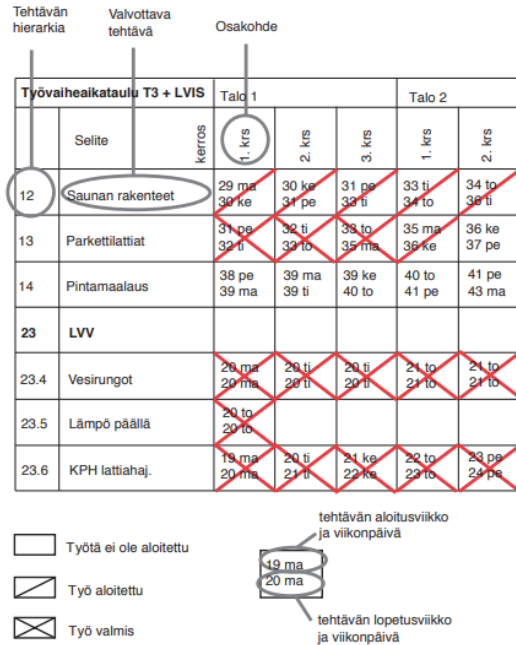 Tehtävän
hierarkia
Valvottava
tehtävä
Osakohde
Työvaiheaikataulu T3 + LVIS
Talo 1
Talo 2
Selite
kerros
1. krs
2. krs
3. krs
1. krs
2. krs
12
Saunan rakenteet
29 ma
30 ke
30 ke
31 pe
31 pe
33 ti
33 ti
34 to
34 to
36 ti
13
Parkettilattiat
31 pe
32 ti
32 ti
33 to
33 to
35 ma
35 ma
36 ke
36 ke
37 pe
14
Pintamaalaus
38 pe
39 ma
39 ma
39 ti
39 ke
40 to
40 to
41 pe
41 pe
43 ma
23
LVV
23.4
Vesirungot
20 ma
20 ma
20 ti
20 ti
20 ti
20 ti
21 to
21 to
21 to
21 to
23.5
Lämpö päällä
20 to
20 to
23.6
KPH lattiahaj.
19 ma
20 ma
20 ti
21 ti
21 ke
22 ke
22 to
23 to
23 pe
24 pe
Työtä ei ole aloitettu
Työ aloitettu
Työ valmis
tehtävän aloitusviikko
ja viikonpäivä
19 ma
20 ma
tehtävän lopetusviikko
ja viikonpäivä